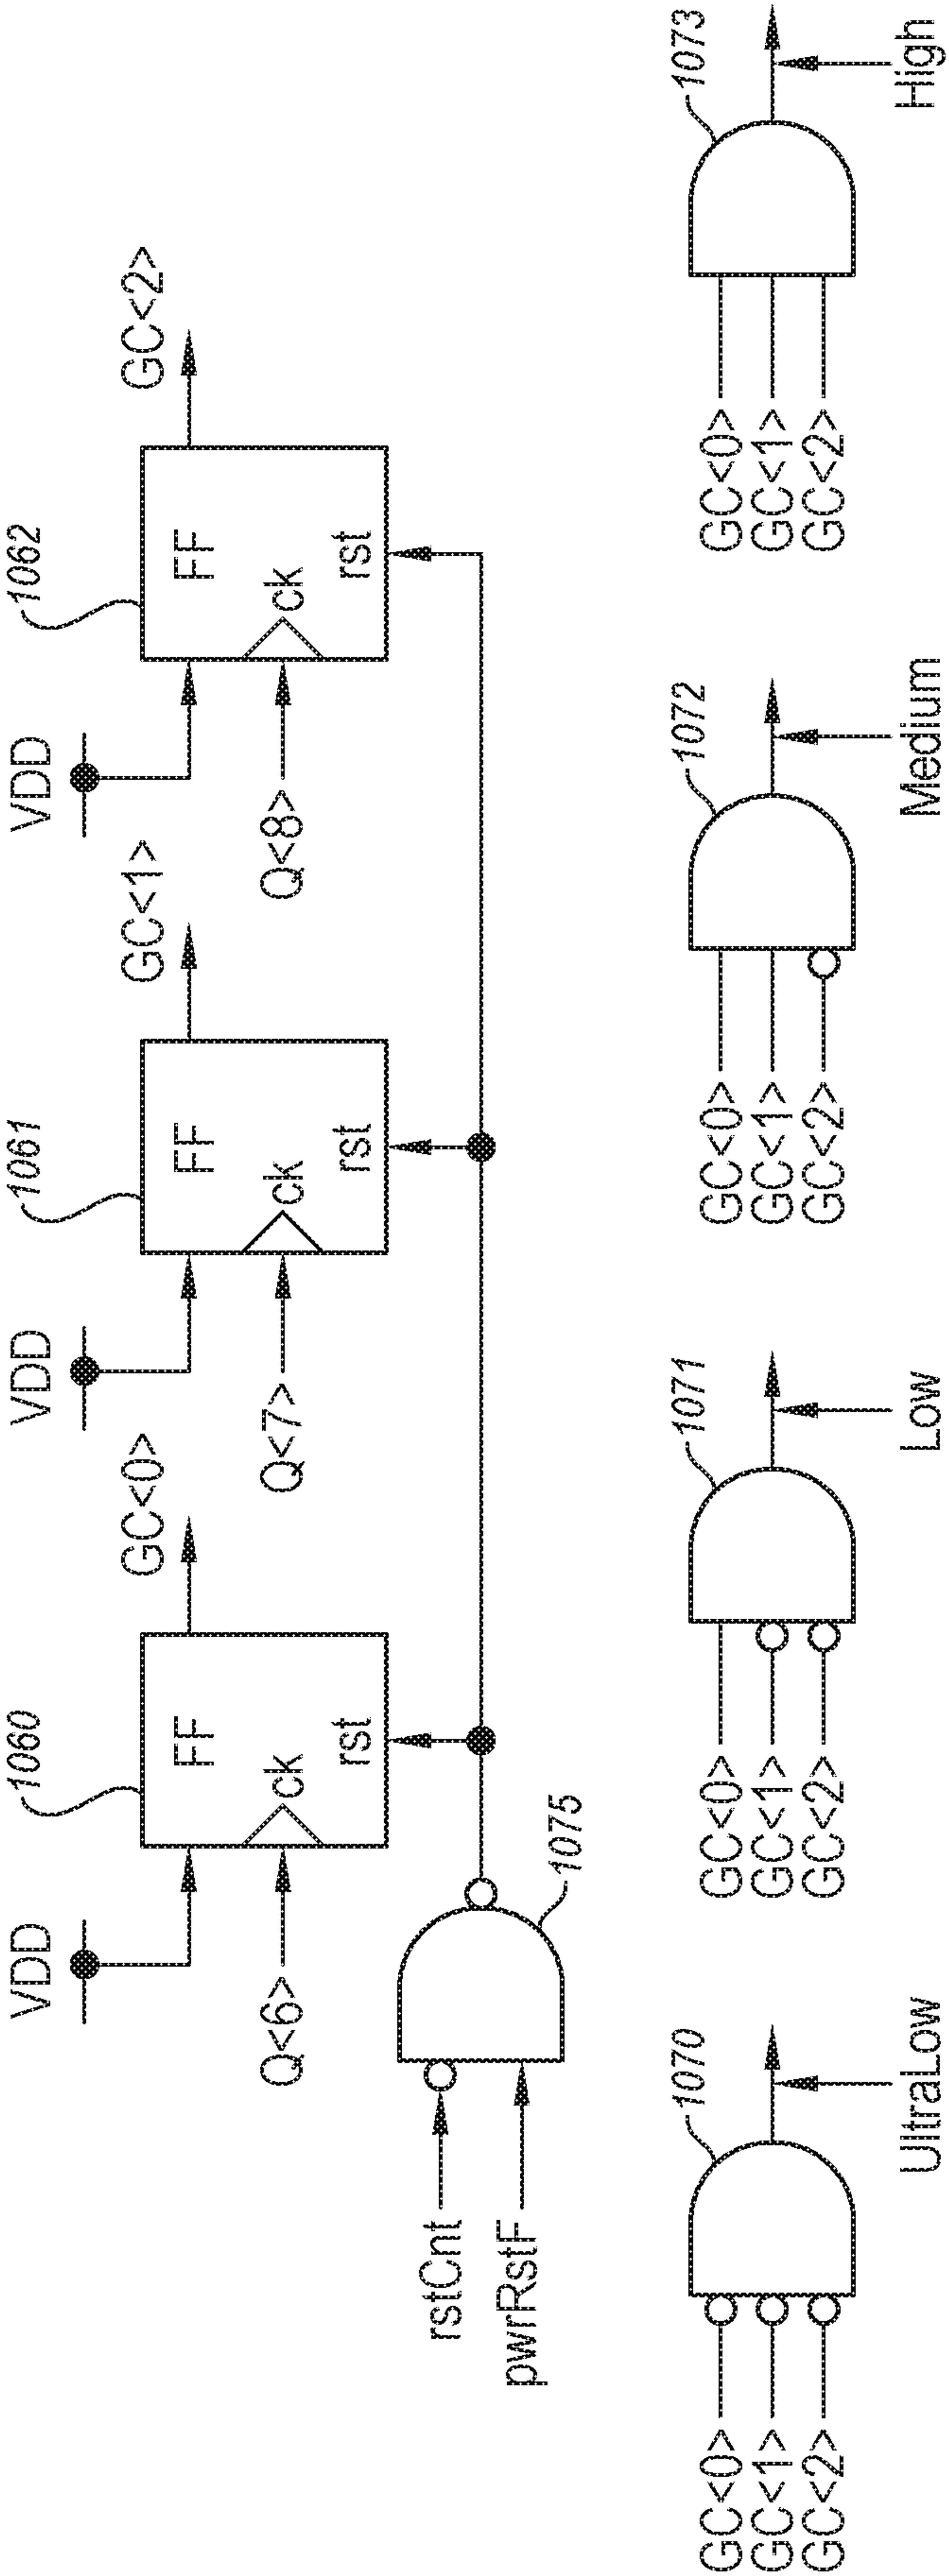 VDD
GC<0>
1060
FF
Q<6>
ck
rst
VDD
GC<1>
1061
FF
Q<7>
ck
rst
VDD
GC<2>
1062
FF
Q<8>
ck
rst
rstCnt
pwrRstF
1075
GC<0>
GC<1>
GC<2>
1070
UltraLow
GC<0>
GC<1>
GC<2>
1071
Low
GC<0>
GC<1>
GC<2>
1072
Medium
GC<0>
GC<1>
GC<2>
1073
High